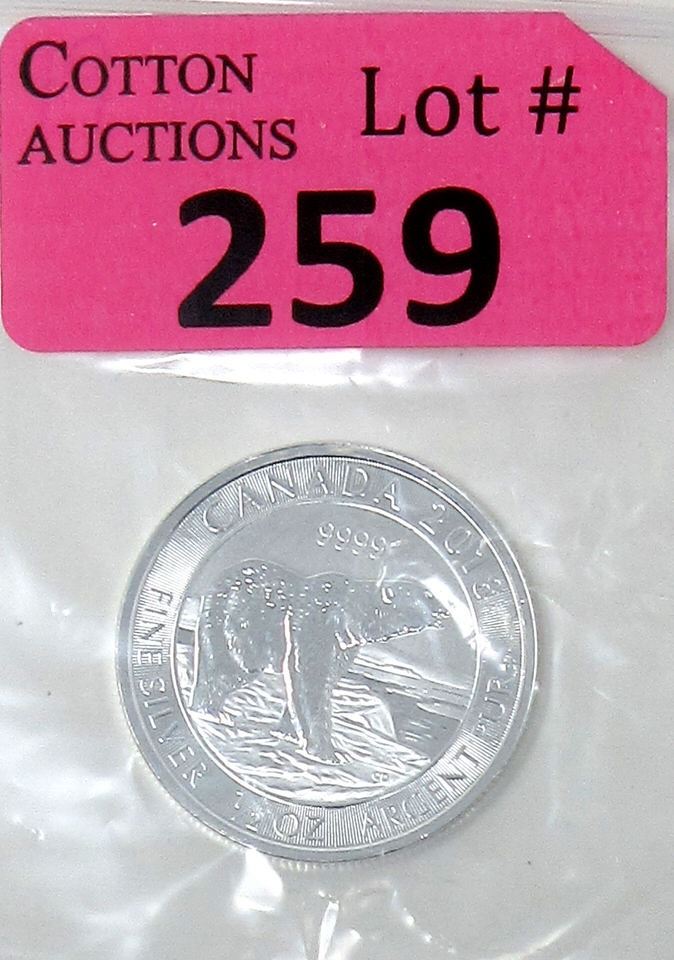 COTTON
AUCTIONS
Lot #
259
CANADA 2018
9999
FINE SILVER 1/2 OZ ARGENT PUR